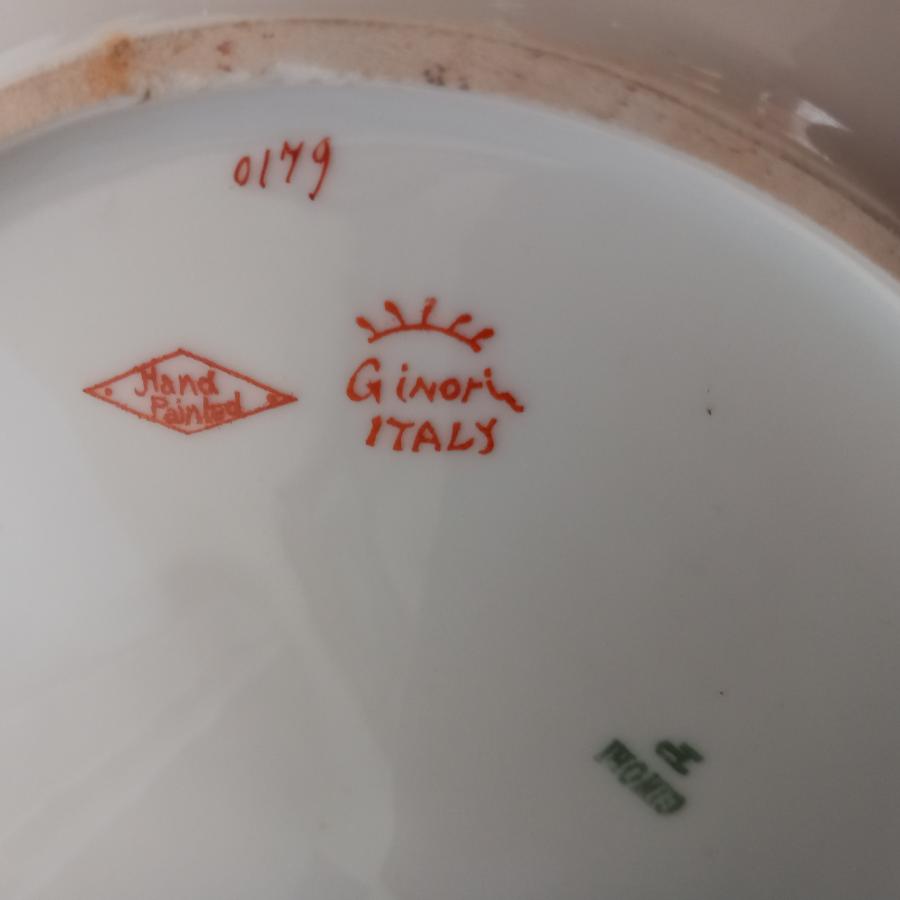 0179
Hand
Painted
Ginori
ITALY
GINORI